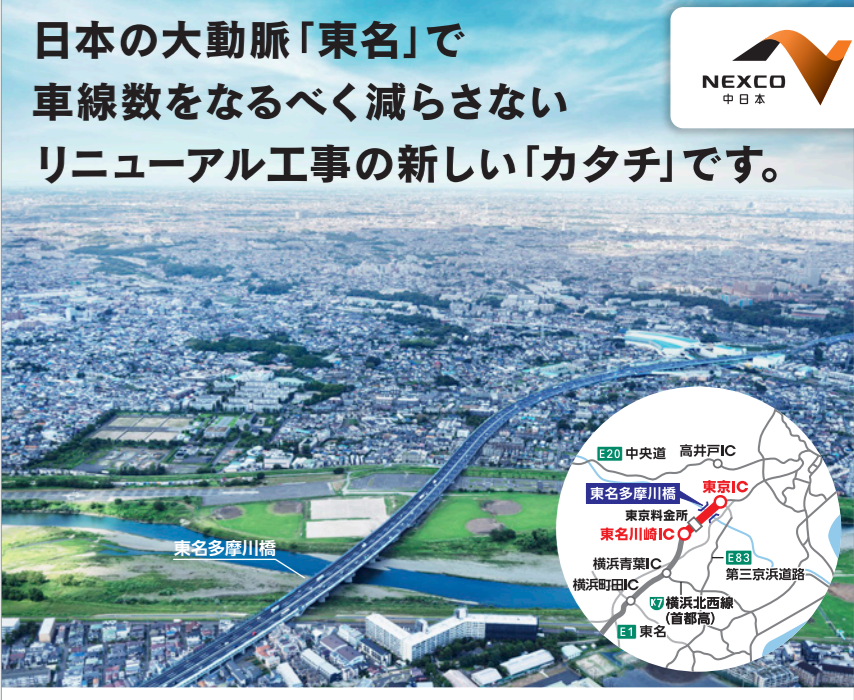 日本の大動脈「東名」で
車線数をなるべく減らさない
リニューアル工事の新しい「カタチ」です。
NEXCO
中日本
東名多摩川橋
E20 中央道
高井戸IC
東名多摩川橋
東京IC
東京料金所
東名川崎IC
E83
第三京浜道路
横浜青葉IC
横浜町田IC
K7 横浜北西線
(首都高)
E1 東名